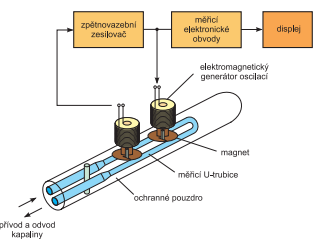 zpětnovazební
zesilovač
měřicí
elektronické
obvody
displej
elektromagnetický
generátor oscilací
magnet
měřicí U-trubice
ochranné pouzdro
přívod a odvod
kapaliny